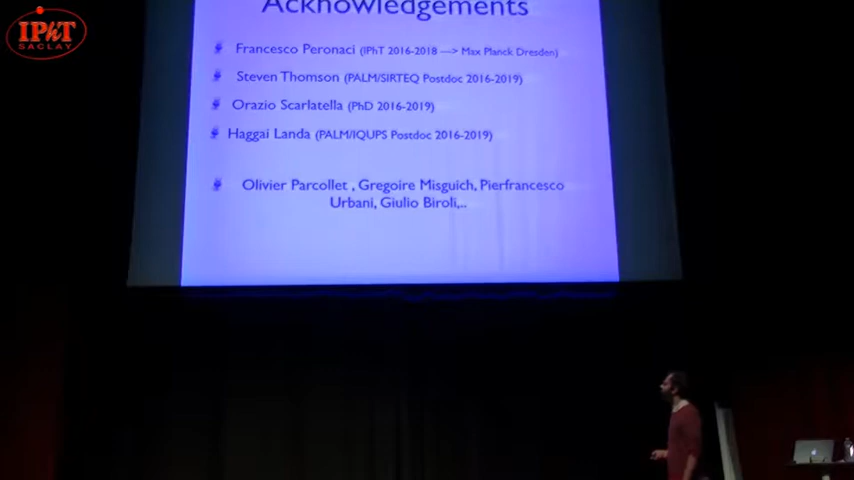 IPhT
SACLAY
Acknowledgements
Francesco Peronaci (IPhT 2016-2018 —> Max Planck Dresden)
Steven Thomson (PALM/SIRTEQ Postdoc 2016-2019)
Orazio Scarlatella (PhD 2016-2019)
Haggai Landa (PALM/IQUPS Postdoc 2016-2019)
Olivier Parcollet , Gregoire Misguich, Pierfrancesco
Urbani, Giulio Biroli,..